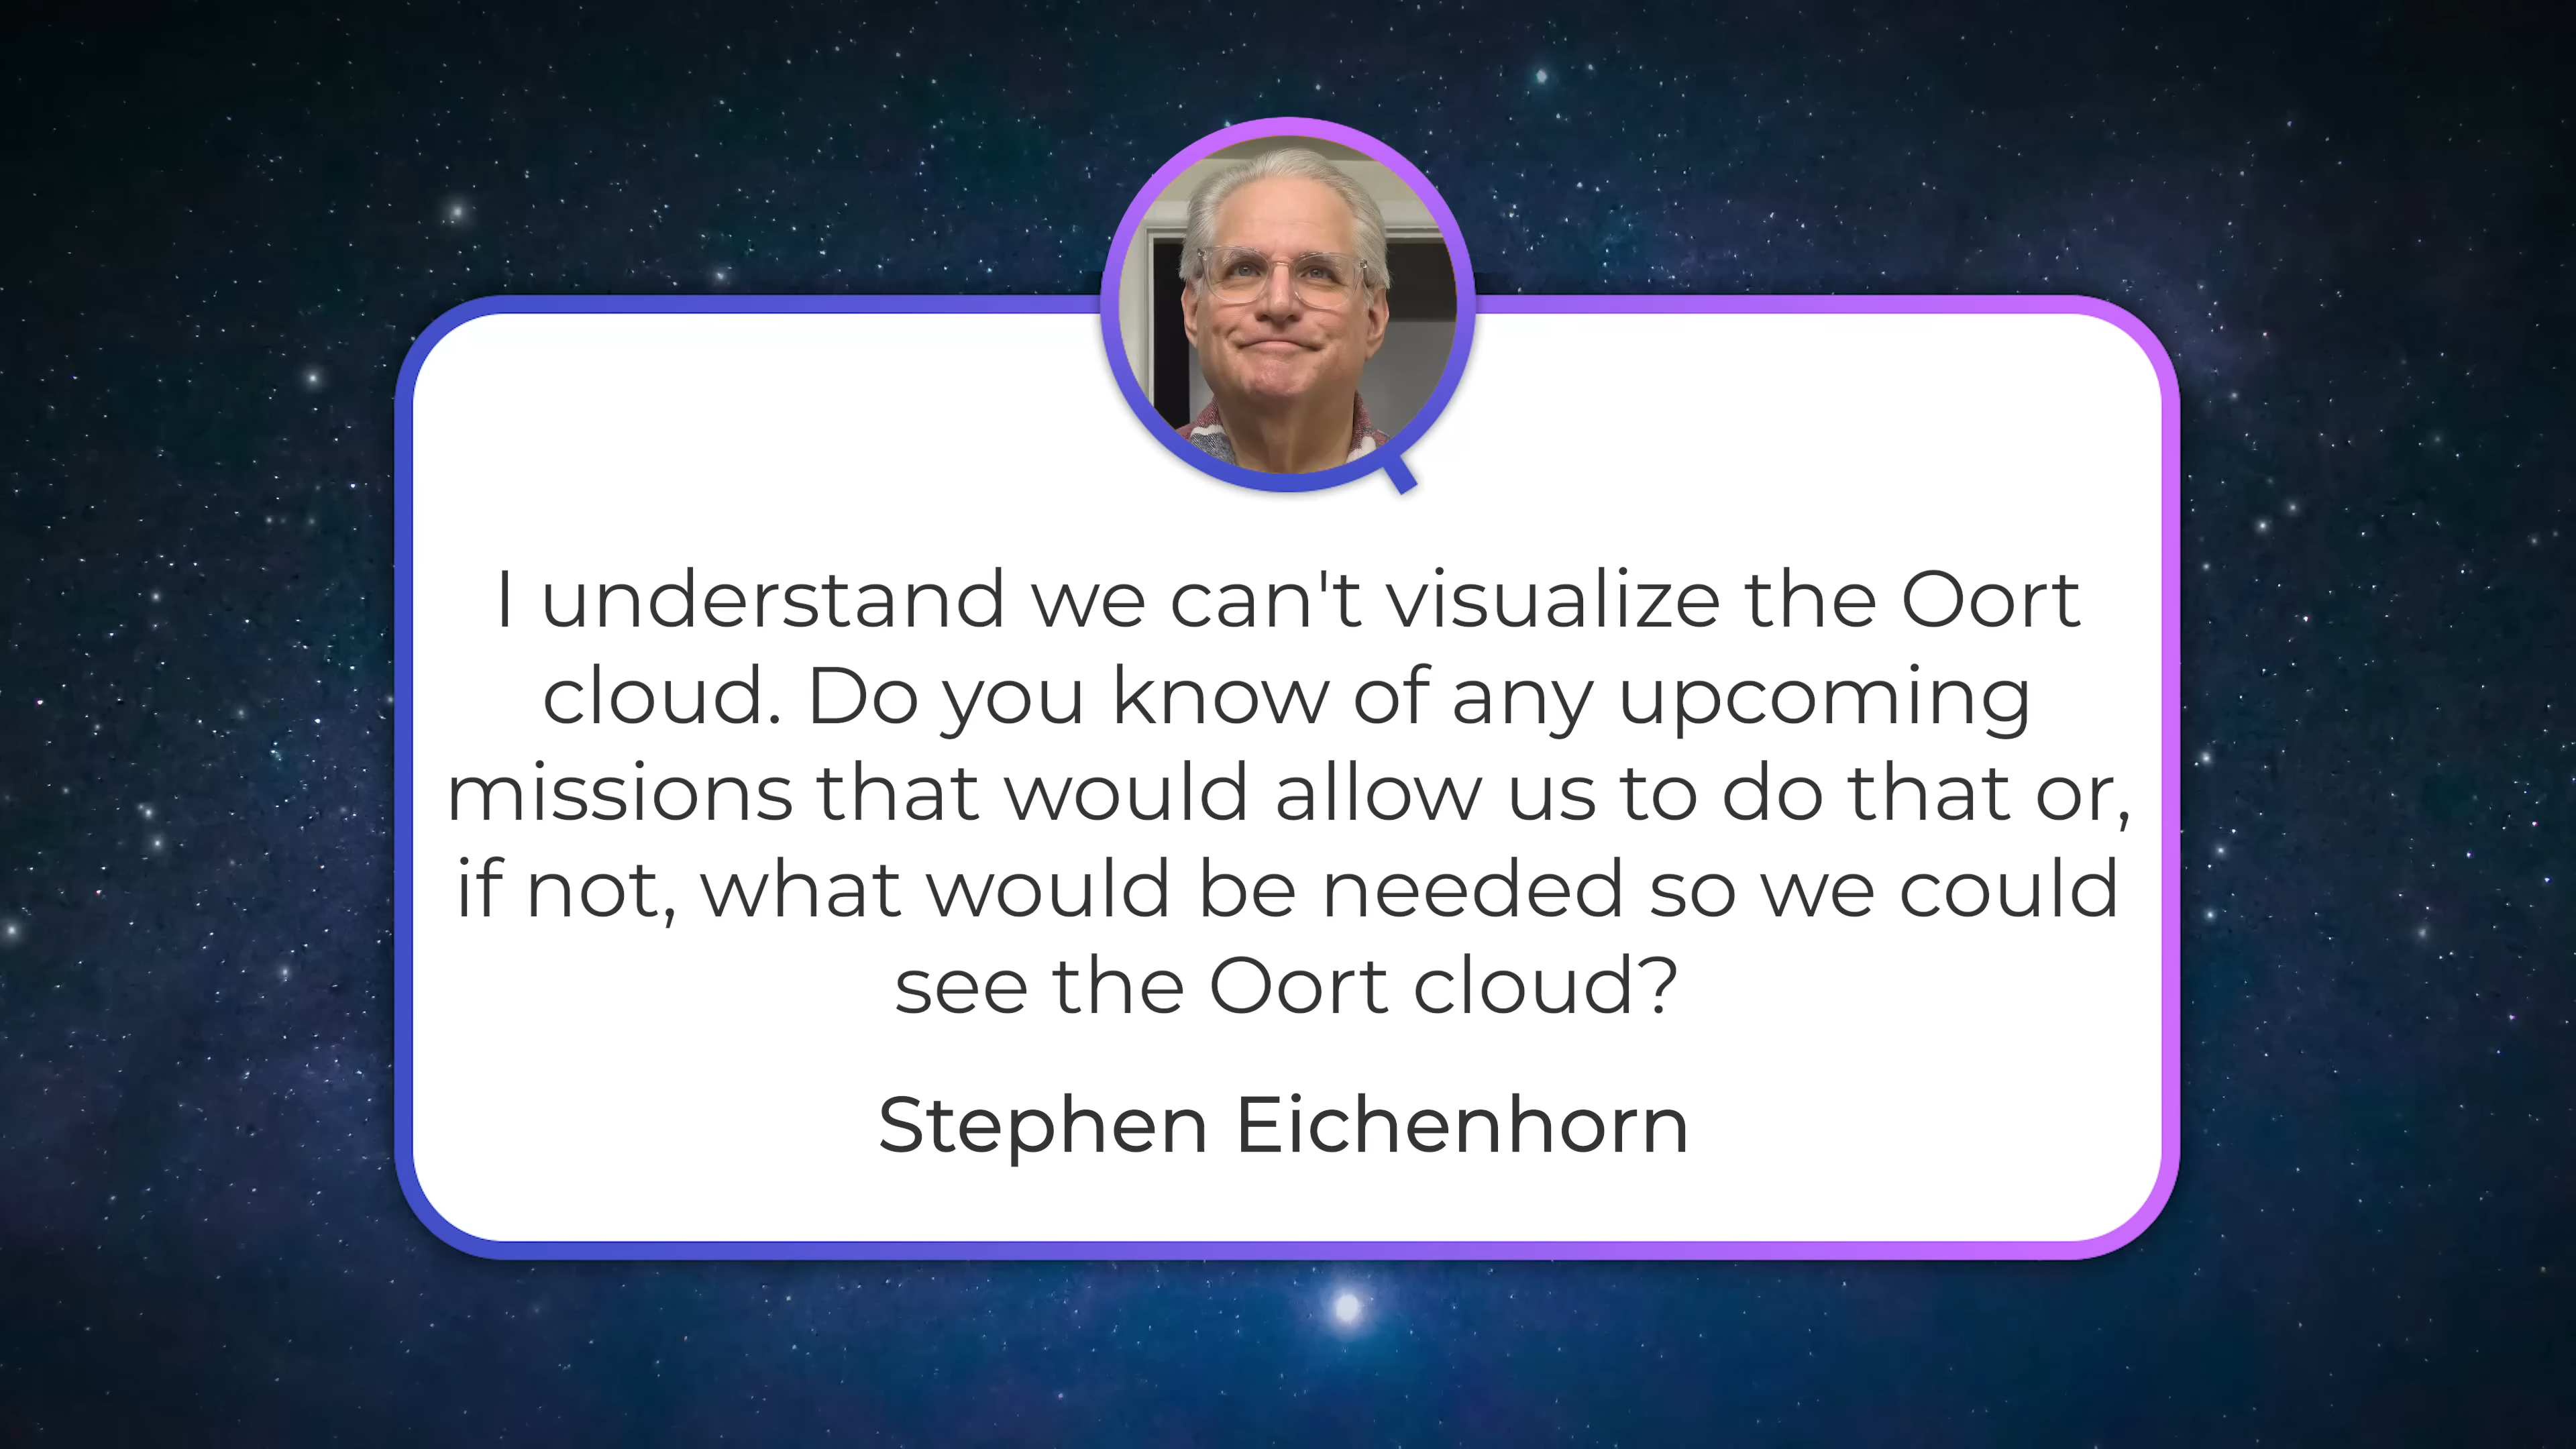 I understand we can't visualize the Oort
cloud. Do you know of any upcoming
missions that would allow us to do that or,
if not, what would be needed so we could
see the Oort cloud?
Stephen Eichenhorn